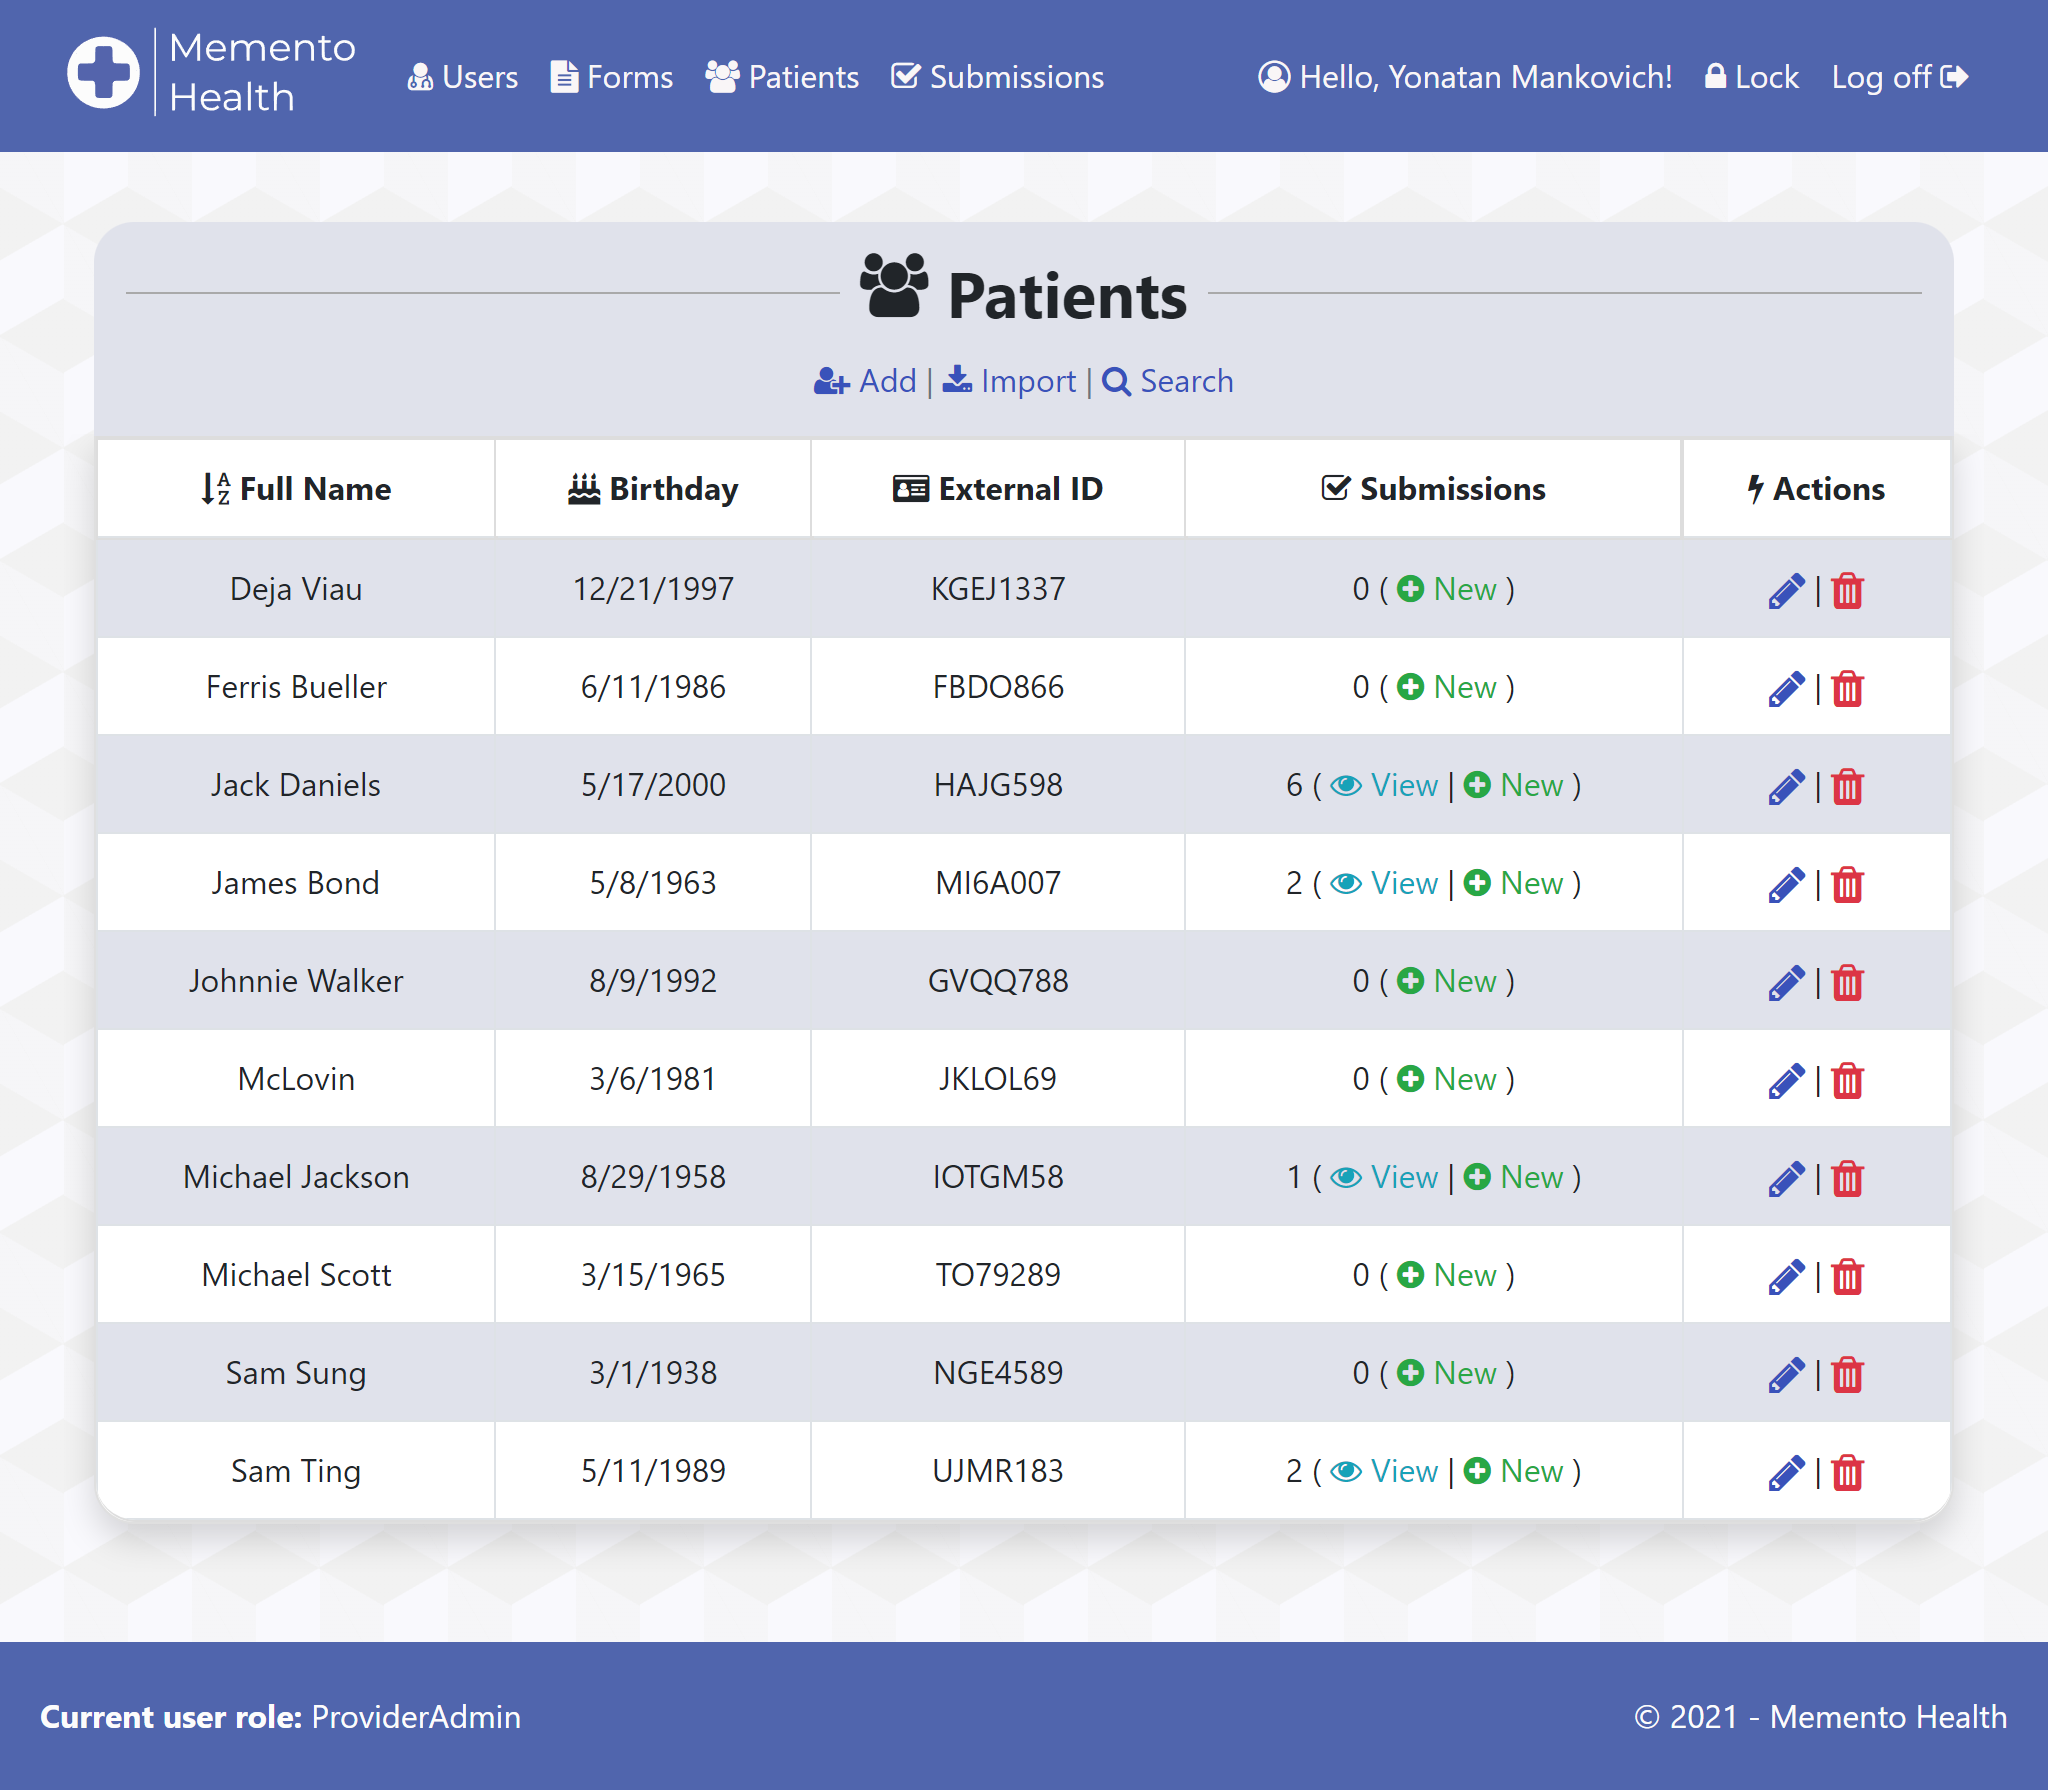 Memento
Health
Users Forms Patients Submissions Hello, Yonatan Mankovich! Lock Log off
Patients
Add | Import | Search
Full Name Birthday External ID Submissions Actions
Deja Viau 12/21/1997 KGEJ1337 0 ( New ) |
Ferris Bueller 6/11/1986 FBDO866 0 ( New ) |
Jack Daniels 5/17/2000 HAJG598 6 ( View | New ) |
James Bond 5/8/1963 MI6A007 2 ( View | New ) |
Johnnie Walker 8/9/1992 GVQQ788 0 ( New ) |
McLovin 3/6/1981 JKLOL69 0 ( New ) |
Michael Jackson 8/29/1958 IOTGM58 1 ( View | New ) |
Michael Scott 3/15/1965 TO79289 0 ( New ) |
Sam Sung 3/1/1938 NGE4589 0 ( New ) |
Sam Ting 5/11/1989 UJMR183 2 ( View | New ) |
Current user role: ProviderAdmin © 2021 - Memento Health